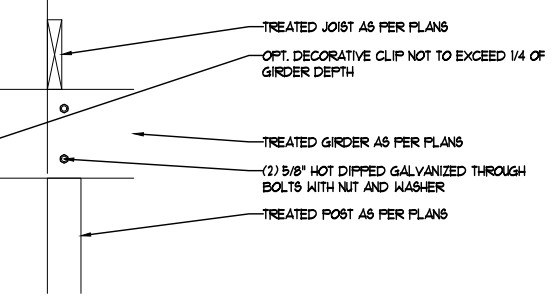 TREATED JOIST AS PER PLANS
OPT. DECORATIVE CLIP NOT TO EXCEED 1/4 OF
GIRDER DEPTH
TREATED GIRDER AS PER PLANS
(2) 5/8" HOT DIPPED GALVANIZED THROUGH
BOLTS WITH NUT AND WASHER
TREATED POST AS PER PLANS